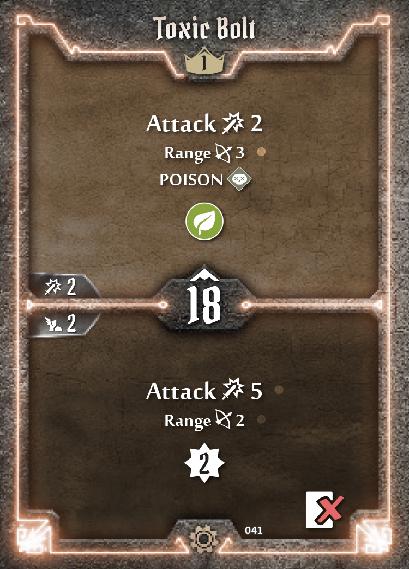 Toxic Bolt
1
Attack 2
Range 3
POISON
2
18
2
Attack 5
Range 2
2
041